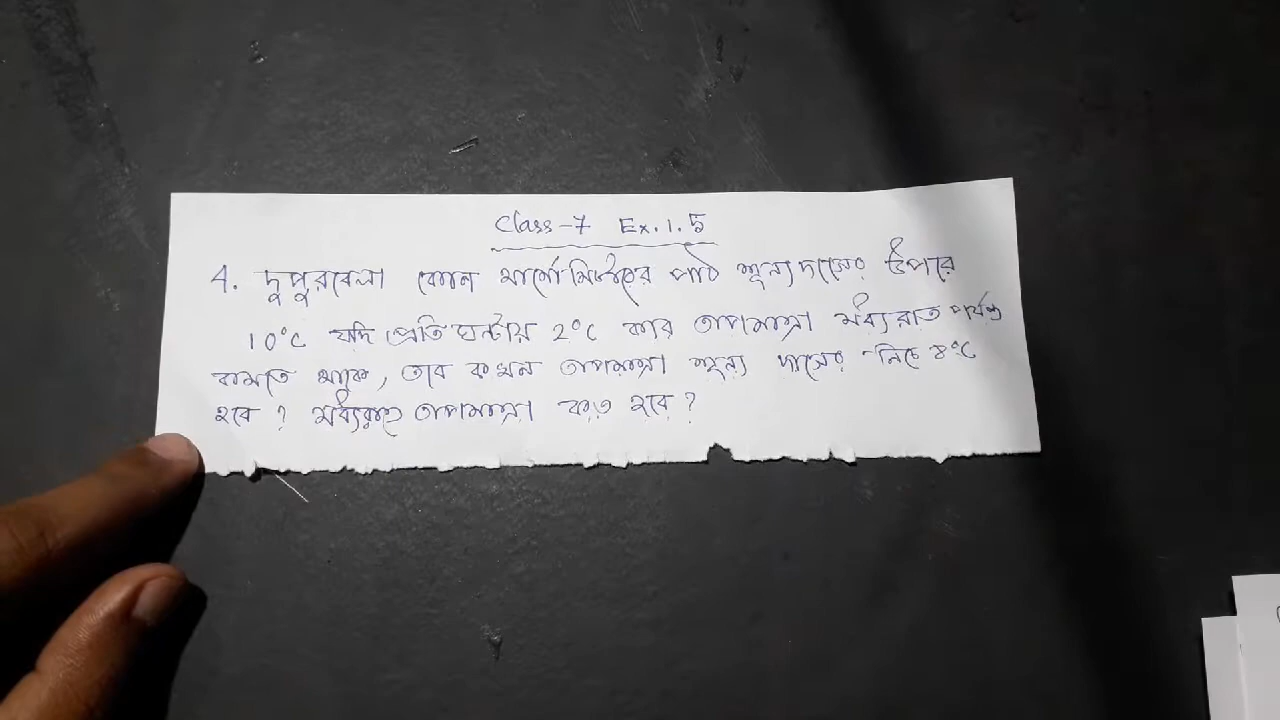 Class-7 Ex.1.5
4. দুপুরবেলা কোন থার্মোমিটারের পাঠ শূন্য দাগের উপরে
10°C যদি প্রতি ঘন্টায় 2°C করে তাপমাত্রা মধ্যরাত পর্যন্ত
কমতে থাকে, তবে কখন তাপমাত্রা শূন্য দাগের নিচে 8°C
হবে ? মধ্যরাতে তাপমাত্রা কত হবে ?